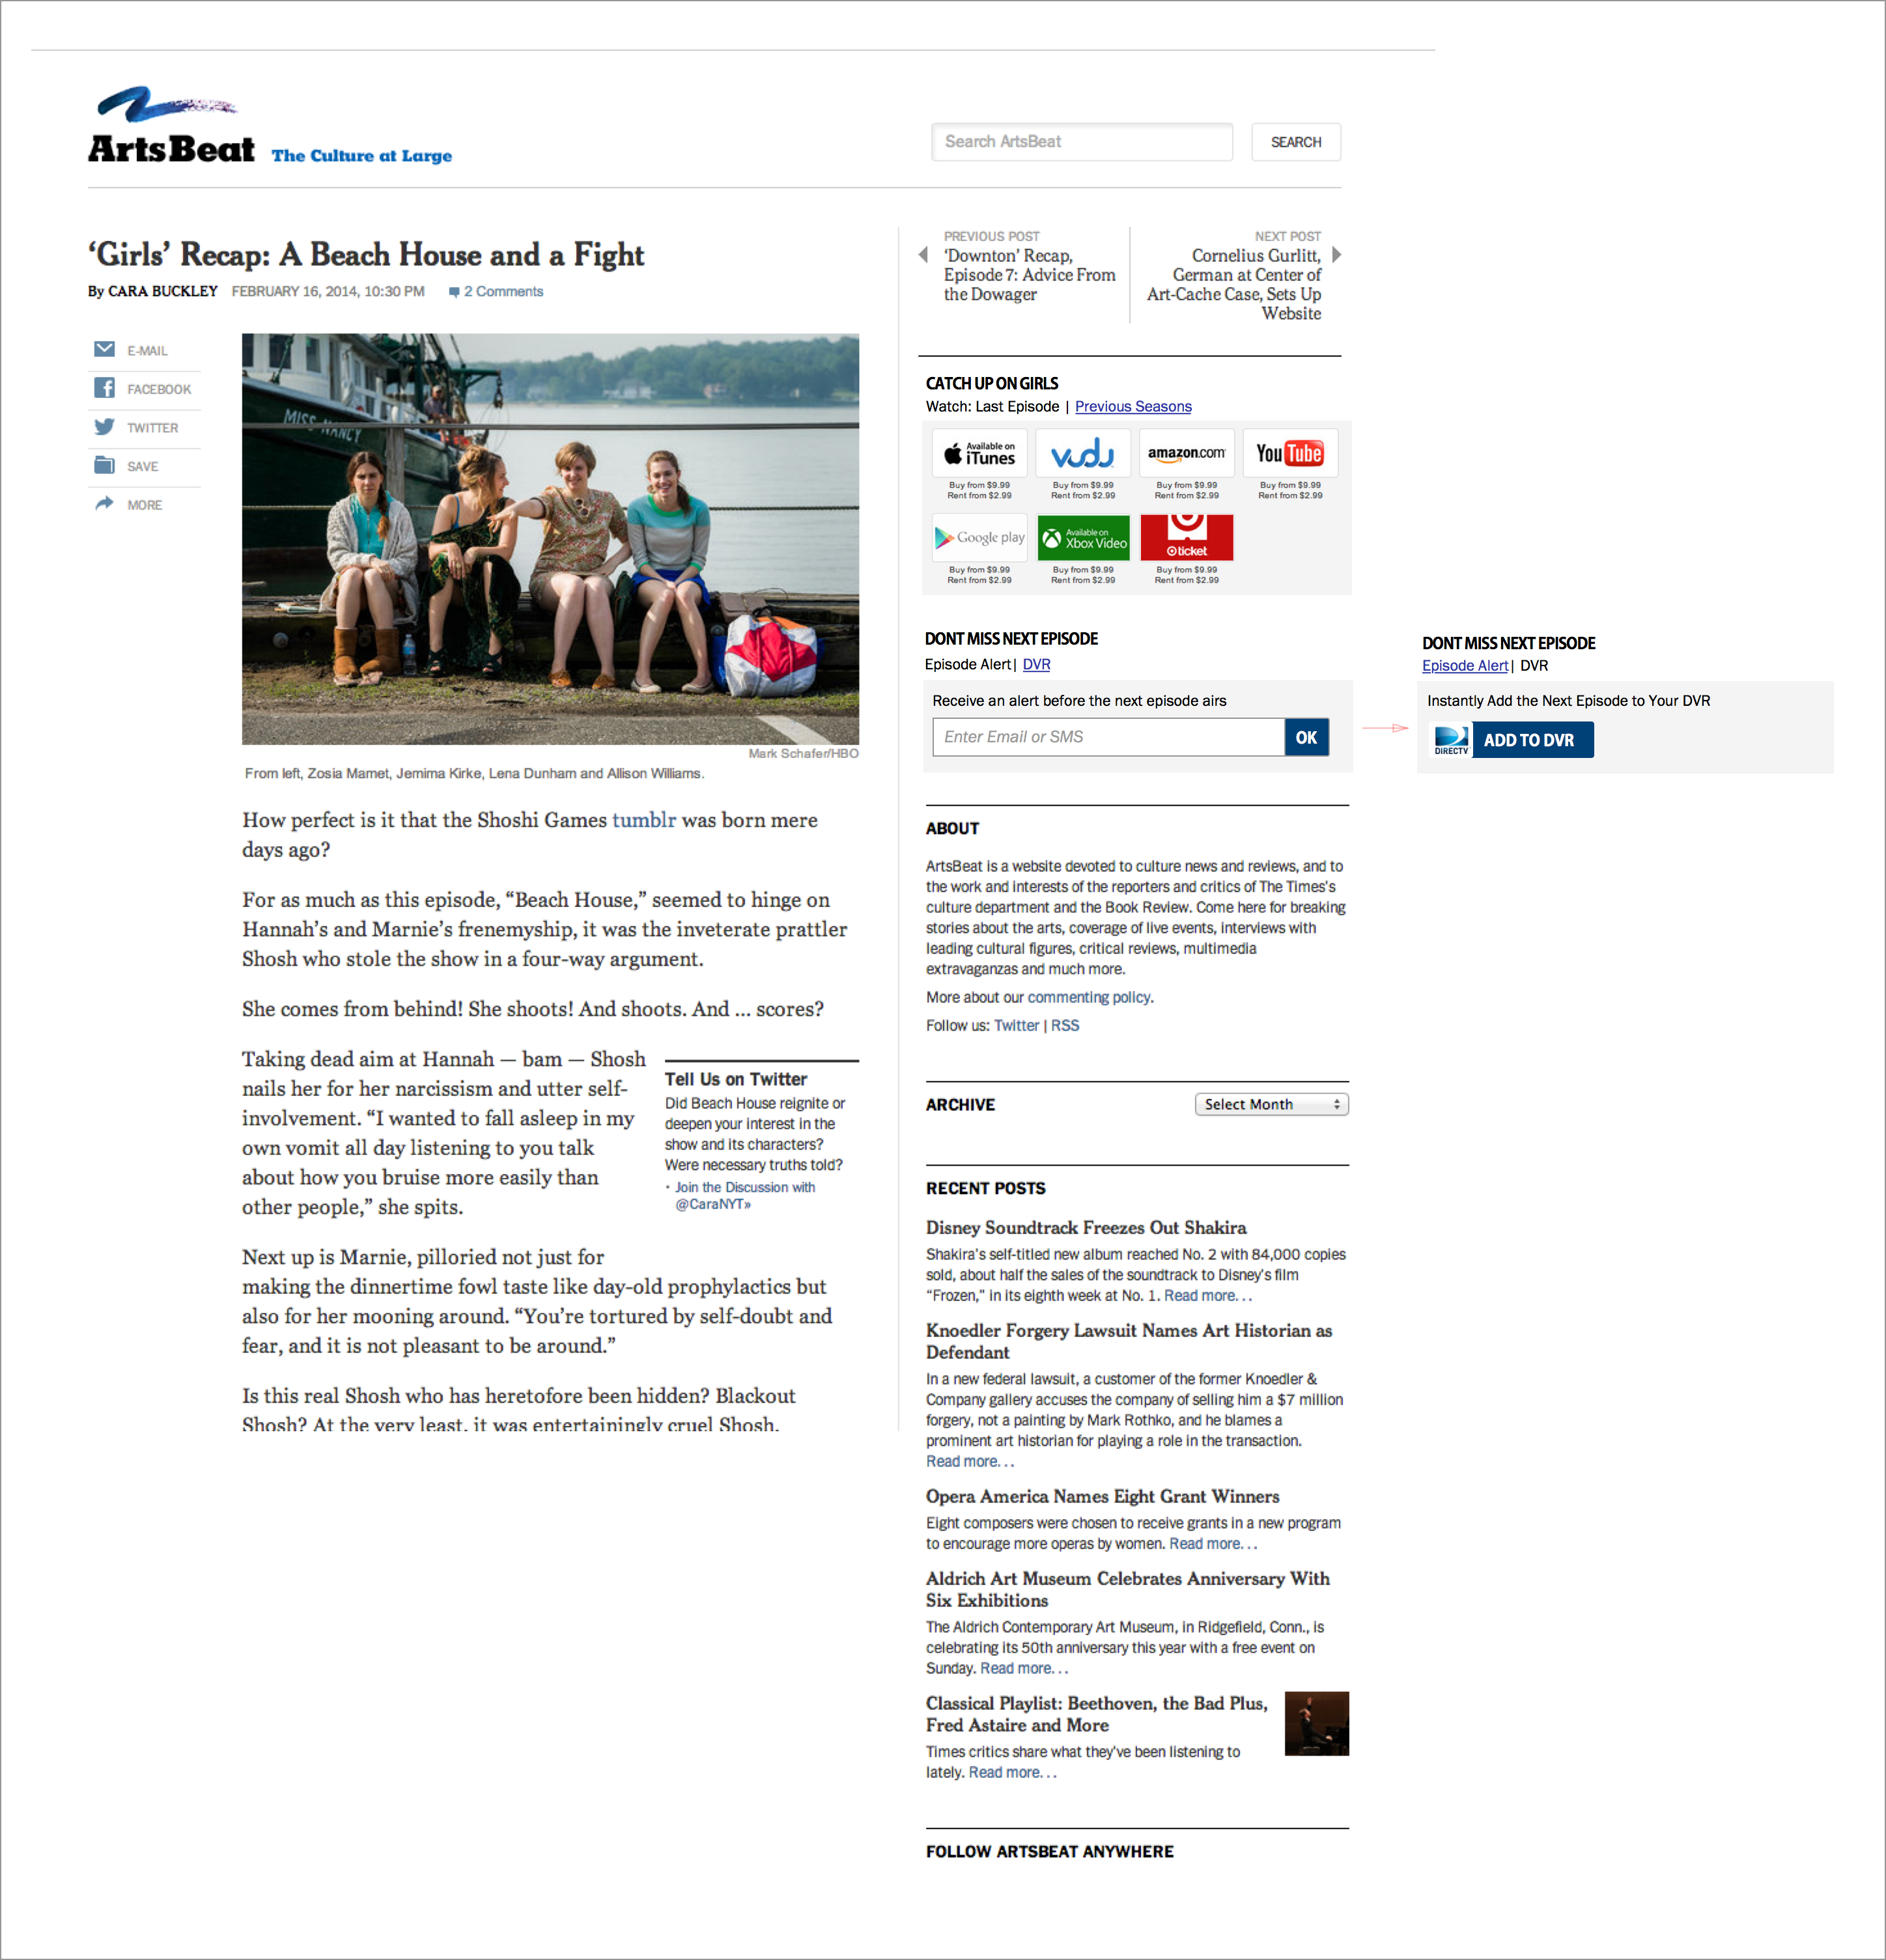 ArtsBeat The Culture at Large
Search ArtsBeat
SEARCH
‘Girls’ Recap: A Beach House and a Fight
By CARA BUCKLEY FEBRUARY 16, 2014, 10:30 PM 2 Comments
E-MAIL
FACEBOOK
TWITTER
SAVE
MORE
MISS NANCY
Mark Schafer/HBO
From left, Zosia Mamet, Jemima Kirke, Lena Dunham and Allison Williams.
How perfect is it that the Shoshi Games tumblr was born mere
days ago?
For as much as this episode, “Beach House,” seemed to hinge on
Hannah’s and Marnie’s frenemyship, it was the inveterate prattler
Shosh who stole the show in a four-way argument.
She comes from behind! She shoots! And shoots. And ... scores?
Taking dead aim at Hannah — bam — Shosh
nails her for her narcissism and utter self-
involvement. “I wanted to fall asleep in my
own vomit all day listening to you talk
about how you bruise more easily than
other people,” she spits.
Tell Us on Twitter
Did Beach House reignite or
deepen your interest in the
show and its characters?
Were necessary truths told?
• Join the Discussion with
@CaraNYT»
Next up is Marnie, pilloried not just for
making the dinnertime fowl taste like day-old prophylactics but
also for her mooning around. “You’re tortured by self-doubt and
fear, and it is not pleasant to be around.”
Is this real Shosh who has heretofore been hidden? Blackout
Shosh? At the very least, it was entertainingly cruel Shosh.
PREVIOUS POST
‘Downton’ Recap,
Episode 7: Advice From
the Dowager
NEXT POST
Cornelius Gurlitt,
German at Center of
Art-Cache Case, Sets Up
Website
CATCH UP ON GIRLS
Watch: Last Episode | Previous Seasons
Available on
iTunes
vudu
amazon.com
YouTube
Buy from $9.99 Buy from $9.99 Buy from $9.99 Buy from $9.99
Rent from $2.99 Rent from $2.99 Rent from $2.99 Rent from $2.99
Google play
Available on
Xbox Video
ticket
Buy from $9.99 Buy from $9.99 Buy from $9.99
Rent from $2.99 Rent from $2.99 Rent from $2.99
DONT MISS NEXT EPISODE
Episode Alert | DVR
Receive an alert before the next episode airs
Enter Email or SMS
OK
DONT MISS NEXT EPISODE
Episode Alert | DVR
Instantly Add the Next Episode to Your DVR
DIRECTV
ADD TO DVR
ABOUT
ArtsBeat is a website devoted to culture news and reviews, and to
the work and interests of the reporters and critics of The Times's
culture department and the Book Review. Come here for breaking
stories about the arts, coverage of live events, interviews with
leading cultural figures, critical reviews, multimedia
extravaganzas and much more.
More about our commenting policy.
Follow us: Twitter | RSS
ARCHIVE
Select Month
RECENT POSTS
Disney Soundtrack Freezes Out Shakira
Shakira’s self-titled new album reached No. 2 with 84,000 copies
sold, about half the sales of the soundtrack to Disney’s film
“Frozen,” in its eighth week at No. 1. Read more...
Knoedler Forgery Lawsuit Names Art Historian as
Defendant
In a new federal lawsuit, a customer of the former Knoedler &
Company gallery accuses the company of selling him a $7 million
forgery, not a painting by Mark Rothko, and he blames a
prominent art historian for playing a role in the transaction.
Read more...
Opera America Names Eight Grant Winners
Eight composers were chosen to receive grants in a new program
to encourage more operas by women. Read more...
Aldrich Art Museum Celebrates Anniversary With
Six Exhibitions
The Aldrich Contemporary Art Museum, in Ridgefield, Conn., is
celebrating its 50th anniversary this year with a free event on
Sunday. Read more...
Classical Playlist: Beethoven, the Bad Plus,
Fred Astaire and More
Times critics share what they’ve been listening to
lately. Read more...
FOLLOW ARTSBEAT ANYWHERE